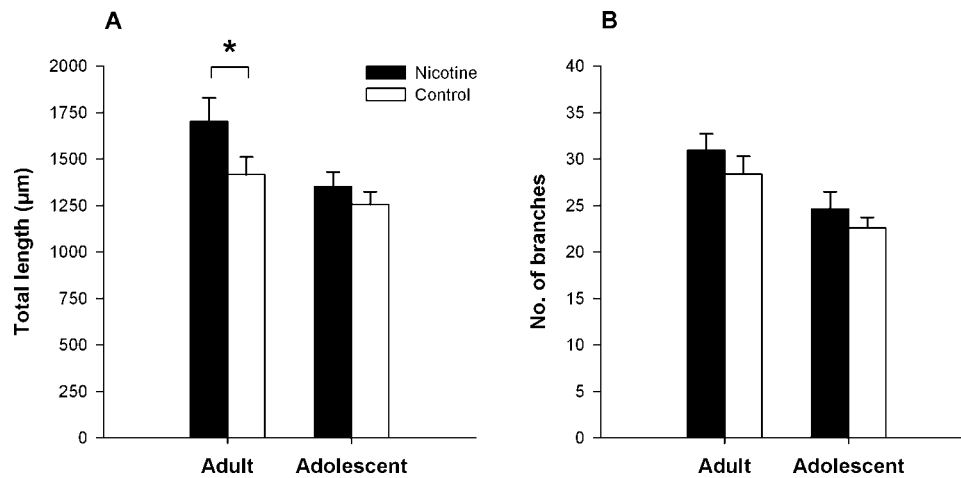 A
*
2000
1750
1500
1250
1000
750
500
250
0
Total length (µm)
Nicotine
Control
Adult
Adolescent
B
40
35
30
25
20
15
10
5
0
No. of branches
Adult
Adolescent